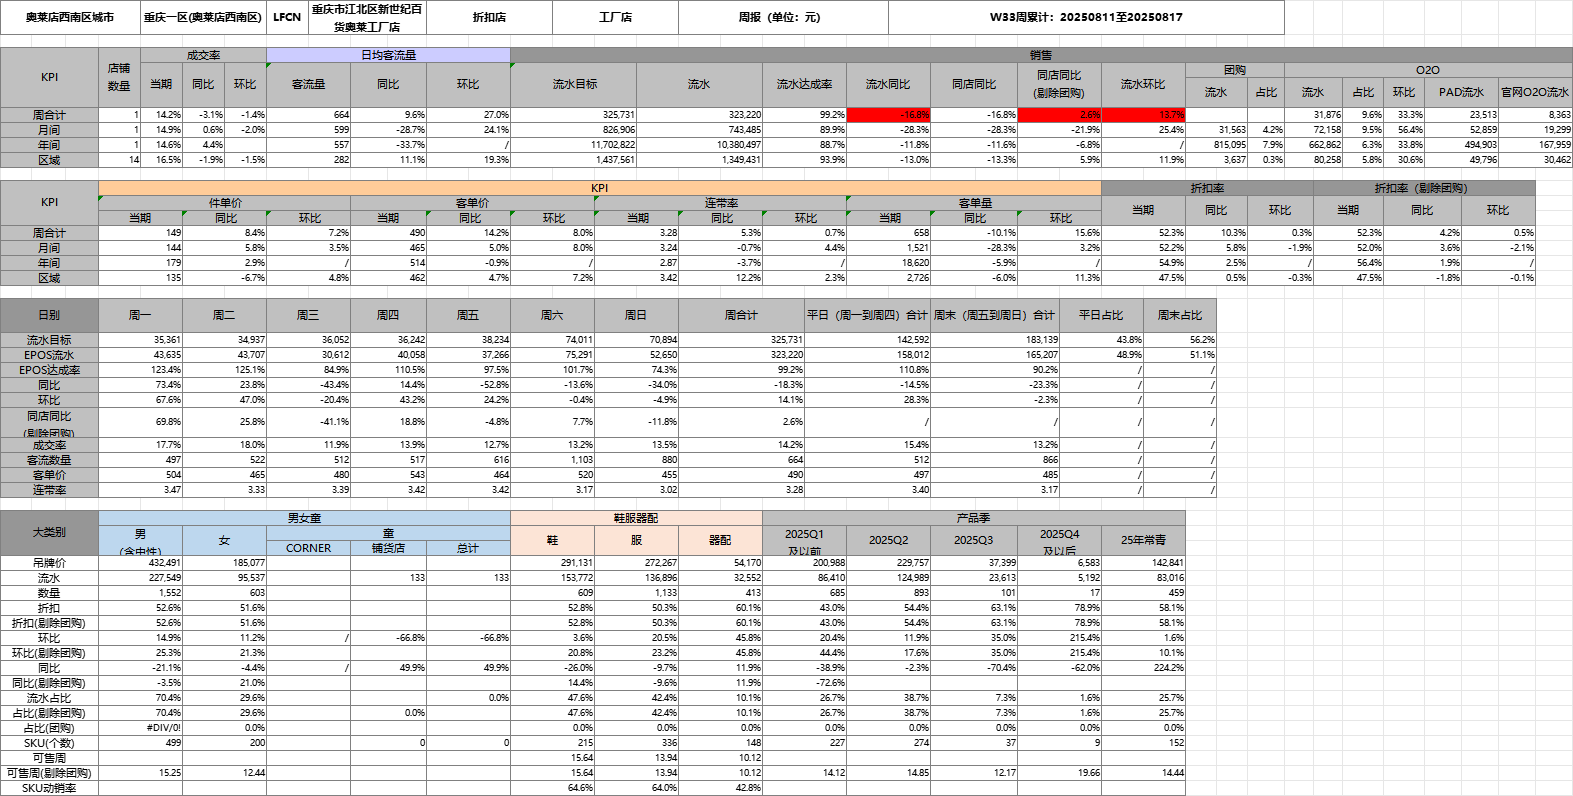 奥莱店西南区城市 重庆一区(奥莱店西南区) LFCN 重庆市江北区新世纪百货奥莱工厂店 折扣店 工厂店 周报（单位：元） W33周累计：20250811至20250817
KPI 店铺数量 成交率 日均客流量 销售
当期 同比 环比 客流量 同比 环比 流水目标 流水 流水达成率 流水同比 同店同比 同店同比(剔除团购) 流水环比 团购 O2O
流水 占比 流水 占比 环比 PAD流水 官网O2O流水
周合计 1 14.2% -3.1% -1.4% 664 9.6% 27.0% 325,731 323,220 99.2% -16.8% -16.8% 2.6% 13.7% 31,876 9.6% 33.3% 23,513 8,363
月间 1 14.9% 0.6% -2.0% 599 -28.7% 24.1% 826,906 743,485 89.9% -28.3% -28.3% -21.9% 25.4% 31,563 4.2% 72,158 9.5% 56.4% 52,859 19,299
年间 1 14.6% 4.4% 557 -33.7% / 11,702,822 10,380,497 88.7% -11.8% -11.6% -6.8% / 815,095 7.9% 662,862 6.3% 33.8% 494,903 167,959
区域 14 16.5% -1.9% -1.5% 282 11.1% 19.3% 1,437,561 1,349,431 93.9% -13.0% -13.3% 5.9% 11.9% 3,637 0.3% 80,258 5.8% 30.6% 49,796 30,462
KPI KPI 折扣率 折扣率（剔除团购）
件单价 客单价 连带率 客单量 当期 同比 环比 当期 同比 环比
当期 同比 环比 当期 同比 环比 当期 同比 环比 当期 同比 环比
周合计 149 8.4% 7.2% 490 14.2% 8.0% 3.28 5.3% 0.7% 658 -10.1% 15.6% 52.3% 10.3% 0.3% 52.3% 4.2% 0.5%
月间 144 5.8% 3.5% 465 5.0% 8.0% 3.24 -0.7% 4.4% 1,521 -28.3% 3.2% 52.2% 5.8% -1.9% 52.0% 3.6% -2.1%
年间 179 2.9% / 514 -0.9% / 2.87 -3.7% / 18,620 -5.9% / 54.9% 2.5% / 56.4% 1.9% /
区域 135 -6.7% 4.8% 462 4.7% 7.2% 3.42 12.2% 2.3% 2,726 -6.0% 11.3% 47.5% 0.5% -0.3% 47.5% -1.8% -0.1%
日别 周一 周二 周三 周四 周五 周六 周日 周合计 平日（周一到周四）合计 周末（周五到周日）合计 平日占比 周末占比
流水目标 35,361 34,937 36,052 36,242 38,234 74,011 70,894 325,731 142,592 183,139 43.8% 56.2%
EPOS流水 43,635 43,707 30,612 40,058 37,266 75,291 52,650 323,220 158,012 165,207 48.9% 51.1%
EPOS达成率 123.4% 125.1% 84.9% 110.5% 97.5% 101.7% 74.3% 99.2% 110.8% 90.2% / /
同比 73.4% 23.8% -43.4% 14.4% -52.8% -13.6% -34.0% -18.3% -14.5% -23.3% / /
环比 67.6% 47.0% -20.4% 43.2% 24.2% -0.4% -4.9% 14.1% 28.3% -2.3% / /
同店同比(剔除团购) 69.8% 25.8% -41.1% 18.8% -4.8% 7.7% -11.8% 2.6% / / / /
成交率 17.7% 18.0% 11.9% 13.9% 12.7% 13.2% 13.5% 14.2% 15.4% 13.2% / /
客流数量 497 522 512 517 616 1,103 880 664 512 866 / /
客单价 504 465 480 543 464 520 455 490 497 485 / /
连带率 3.47 3.33 3.39 3.42 3.42 3.17 3.02 3.28 3.40 3.17 / /
大类别 男女童 鞋服器配 产品季
男(含中性) 女 童 鞋 服 器配 2025Q1及以前 2025Q2 2025Q3 2025Q4及以后 25年常青
CORNER 铺货店 总计
吊牌价 432,491 185,077 291,131 272,267 54,170 200,988 229,757 37,399 6,583 142,841
流水 227,549 95,537 133 133 153,772 136,896 32,552 86,410 124,989 23,613 5,192 83,016
数量 1,552 603 609 1,133 413 685 893 101 17 459
折扣 52.6% 51.6% 52.8% 50.3% 60.1% 43.0% 54.4% 63.1% 78.9% 58.1%
折扣(剔除团购) 52.6% 51.6% 52.8% 50.3% 60.1% 43.0% 54.4% 63.1% 78.9% 58.1%
环比 14.9% 11.2% / -66.8% -66.8% 3.6% 20.5% 45.8% 20.4% 11.9% 35.0% 215.4% 1.6%
环比(剔除团购) 25.3% 21.3% 20.8% 23.2% 45.8% 44.4% 17.6% 35.0% 215.4% 10.1%
同比 -21.1% -4.4% / 49.9% 49.9% -26.0% -9.7% 11.9% -38.9% -2.3% -70.4% -62.0% 224.2%
同比(剔除团购) -3.5% 21.0% 14.4% -9.6% 11.9% -72.6%
流水占比 70.4% 29.6% 0.0% 47.6% 42.4% 10.1% 26.7% 38.7% 7.3% 1.6% 25.7%
占比(剔除团购) 70.4% 29.6% 0.0% 47.6% 42.4% 10.1% 26.7% 38.7% 7.3% 1.6% 25.7%
占比(团购) #DIV/0! 0.0% 0.0% 0.0% 0.0% 0.0% 0.0% 0.0% 0.0% 0.0%
SKU(个数) 499 200 0 0 215 336 148 227 274 37 9 152
可售周 15.64 13.94 10.12
可售周(剔除团购) 15.25 12.44 15.64 13.94 10.12 14.12 14.85 12.17 19.66 14.44
SKU动销率 64.6% 64.0% 42.8%